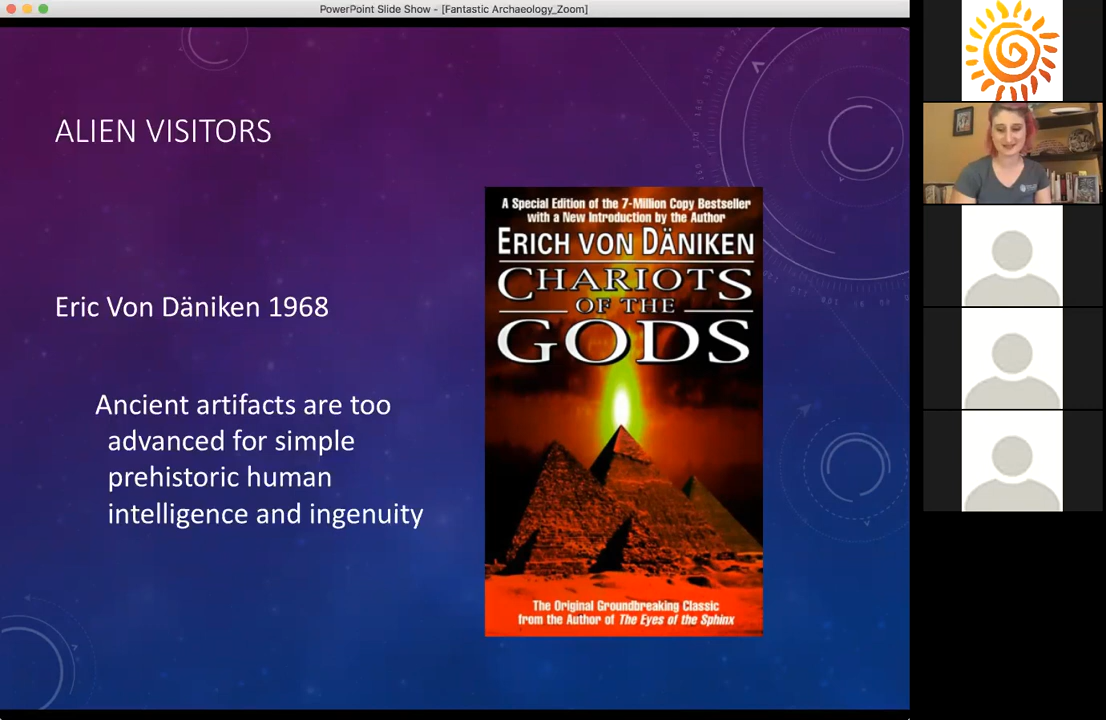 PowerPoint Slide Show - [Fantastic Archaeology_Zoom]
ALIEN VISITORS
Eric Von Däniken 1968
Ancient artifacts are too
advanced for simple
prehistoric human
intelligence and ingenuity
A Special Edition of the 7-Million Copy Bestseller
with a New Introduction by the Author
ERICH VON DÄNIKEN
CHARIOTS
OF THE
GODS
The Original Groundbreaking Classic
from the Author of The Eyes of the Sphinx